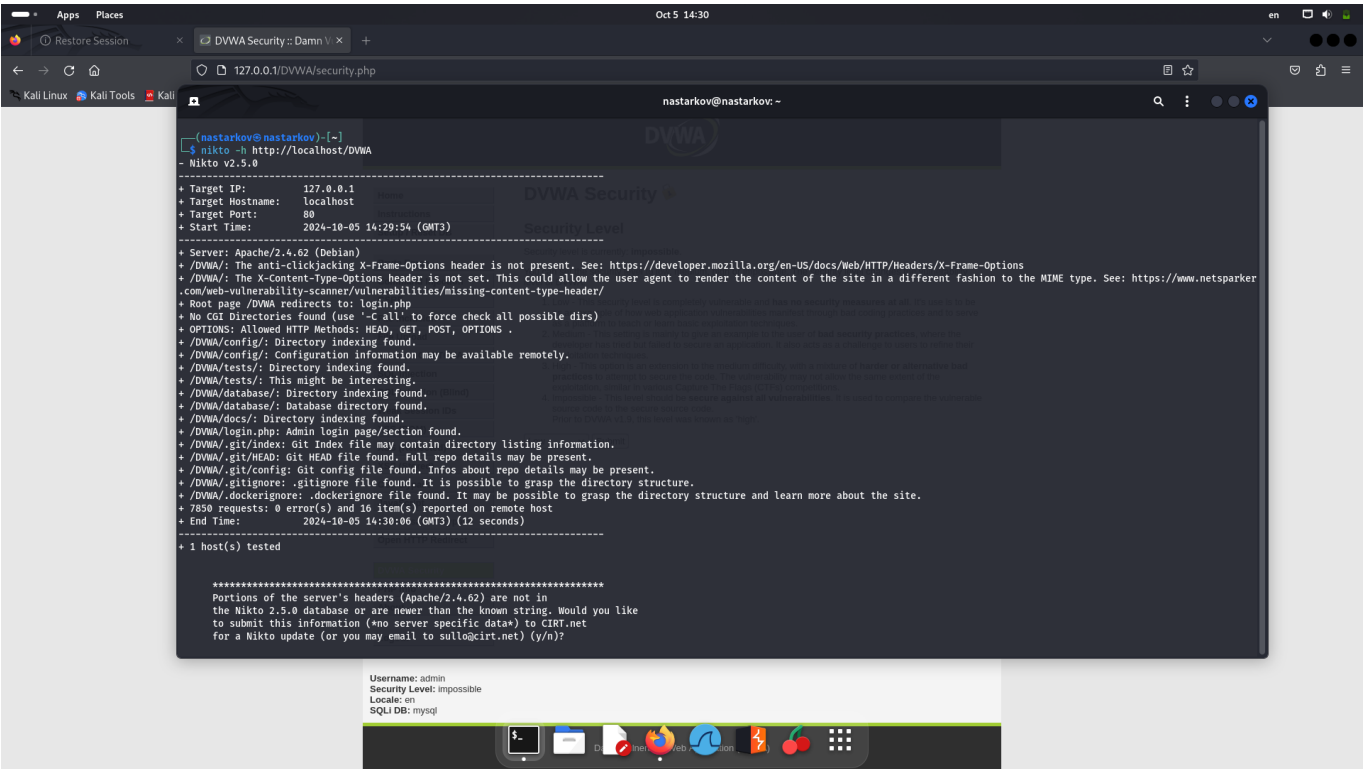 Apps Places
Oct 5 14:30
en
Restore Session
DVWA Security :: Damn V
127.0.0.1/DVWA/security.php
Kali Linux Kali Tools Kali
nastarkov@nastarkov: ~
DVWA
┌──(nastarkov㉿nastarkov)-[~]
└─$ nikto -h http://localhost/DVWA
- Nikto v2.5.0
---------------------------------------------------------------------------
+ Target IP: 127.0.0.1
+ Target Hostname: localhost
+ Target Port: 80
+ Start Time: 2024-10-05 14:29:54 (GMT3)
---------------------------------------------------------------------------
+ Server: Apache/2.4.62 (Debian)
+ /DVWA/: The anti-clickjacking X-Frame-Options header is not present. See: https://developer.mozilla.org/en-US/docs/Web/HTTP/Headers/X-Frame-Options
+ /DVWA/: The X-Content-Type-Options header is not set. This could allow the user agent to render the content of the site in a different fashion to the MIME type. See: https://www.netsparker
.com/web-vulnerability-scanner/vulnerabilities/missing-content-type-header/
+ Root page /DVWA redirects to: login.php
+ No CGI Directories found (use '-C all' to force check all possible dirs)
+ OPTIONS: Allowed HTTP Methods: HEAD, GET, POST, OPTIONS .
+ /DVWA/config/: Directory indexing found.
+ /DVWA/config/: Configuration information may be available remotely.
+ /DVWA/tests/: Directory indexing found.
+ /DVWA/tests/: This might be interesting.
+ /DVWA/database/: Directory indexing found.
+ /DVWA/database/: Database directory found.
+ /DVWA/docs/: Directory indexing found.
+ /DVWA/login.php: Admin login page/section found.
+ /DVWA/.git/index: Git Index file may contain directory listing information.
+ /DVWA/.git/HEAD: Git HEAD file found. Full repo details may be present.
+ /DVWA/.git/config: Git config file found. Infos about repo details may be present.
+ /DVWA/.gitignore: .gitignore file found. It is possible to grasp the directory structure.
+ /DVWA/.dockerignore: .dockerignore file found. It may be possible to grasp the directory structure and learn more about the site.
+ 7850 requests: 0 error(s) and 16 item(s) reported on remote host
+ End Time: 2024-10-05 14:30:06 (GMT3) (12 seconds)
---------------------------------------------------------------------------
+ 1 host(s) tested
*********************************************************************
Portions of the server's headers (Apache/2.4.62) are not in
the Nikto 2.5.0 database or are newer than the known string. Would you like
to submit this information (*no server specific data*) to CIRT.net
for a Nikto update (or you may email to sullo@cirt.net) (y/n)?
DVWA Security
Security Level
Username: admin
Security Level: impossible
Locale: en
SQLi DB: mysql